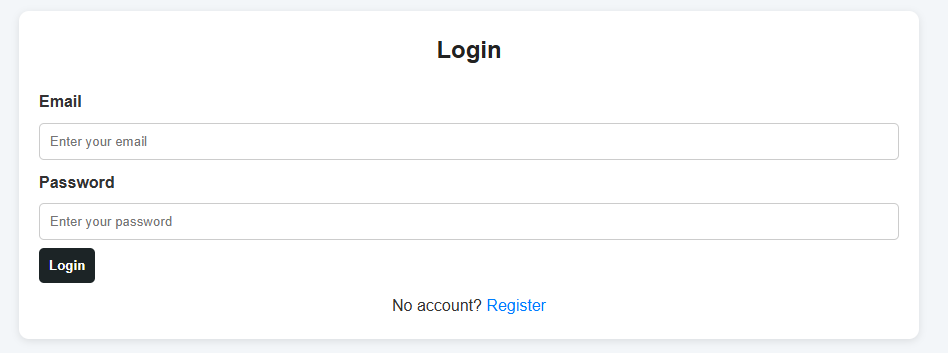 Login
Email
Enter your email
Password
Enter your password
Login
No account? Register